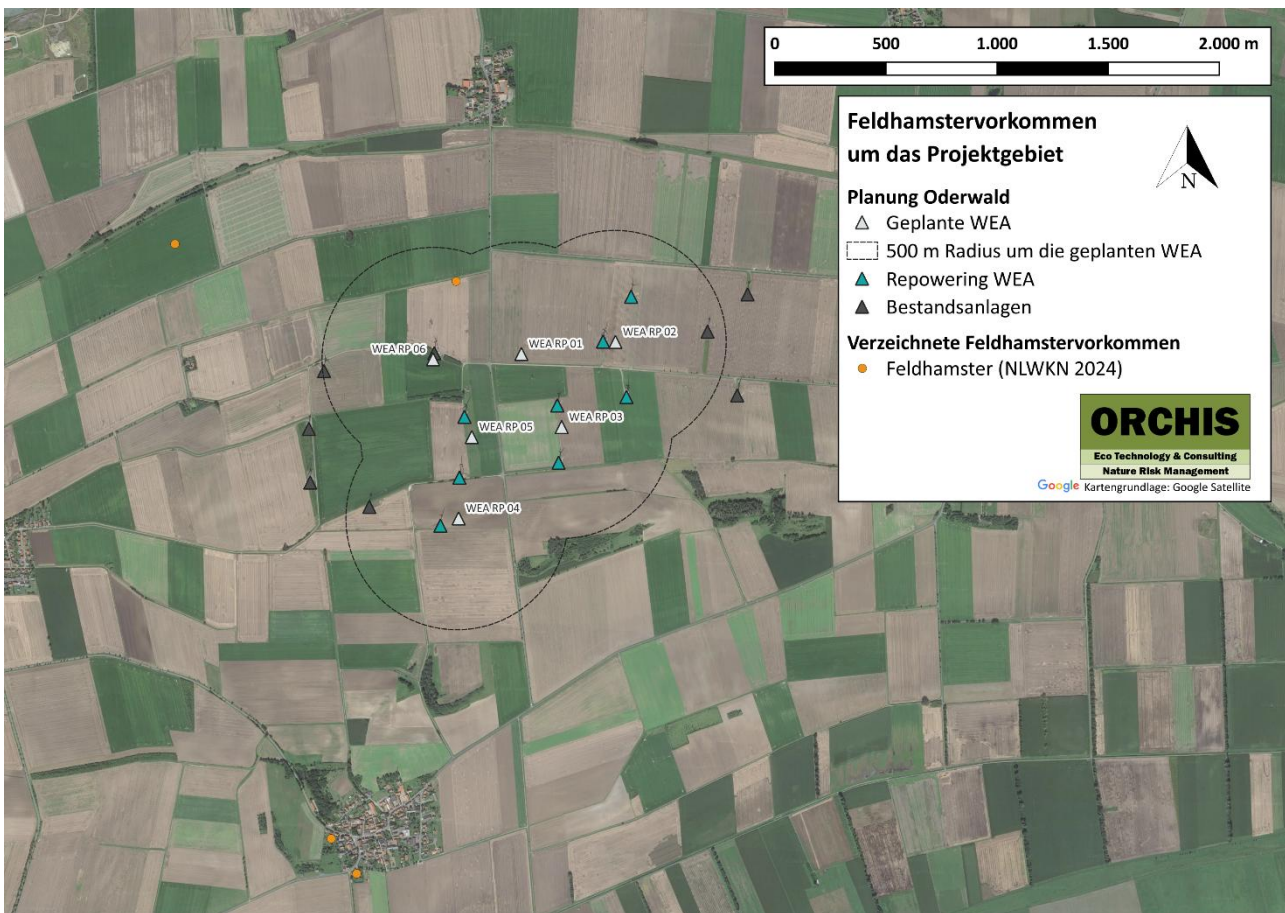 0 500 1.000 1.500 2.000 m
Feldhamstervorkommen
um das Projektgebiet
N
Planung Oderwald
Geplante WEA
500 m Radius um die geplanten WEA
Repowering WEA
Bestandsanlagen
Verzeichnete Feldhamstervorkommen
Feldhamster (NLWKN 2024)
ORCHIS
Eco Technology & Consulting
Nature Risk Management
Google Kartengrundlage: Google Satellite
WEA RP 02
WEA RP 01
WEA RP 06
WEA RP 03
WEA RP 05
WEA RP 04